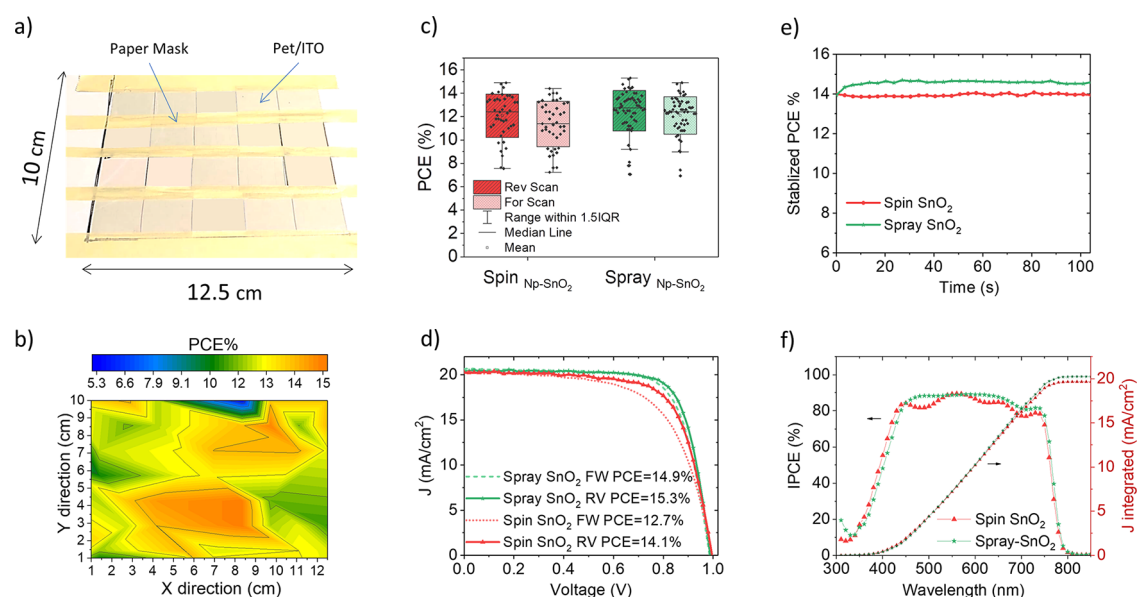 a)
Paper Mask
Pet/ITO
10 cm
12.5 cm
b)
PCE%
5.3 6.6 7.9 9.1 10 12 13 14 15
Y direction (cm)
10
9
8
7
6
5
4
3
2
1
1 2 3 4 5 6 7 8 9 10 11 12
X direction (cm)
c)
PCE (%)
16
14
12
10
8
6
4
2
0
Rev Scan
For Scan
Range within 1.5IQR
Median Line
Mean
Spin Np-SnO₂
Spray Np-SnO₂
d)
J (mA/cm²)
20
15
10
5
0
Spray SnO₂ FW PCE=14.9%
Spray SnO₂ RV PCE=15.3%
Spin SnO₂ FW PCE=12.7%
Spin SnO₂ RV PCE=14.1%
0.0 0.2 0.4 0.6 0.8 1.0
Voltage (V)
e)
Stablized PCE %
16
14
12
10
8
6
Spin SnO₂
Spray SnO₂
0 20 40 60 80 100
Time (s)
f)
IPCE (%)
100
80
60
40
20
0
J integrated (mA/cm²)
20
15
10
5
0
Spin SnO₂
Spray-SnO₂
300 400 500 600 700 800
Wavelength (nm)